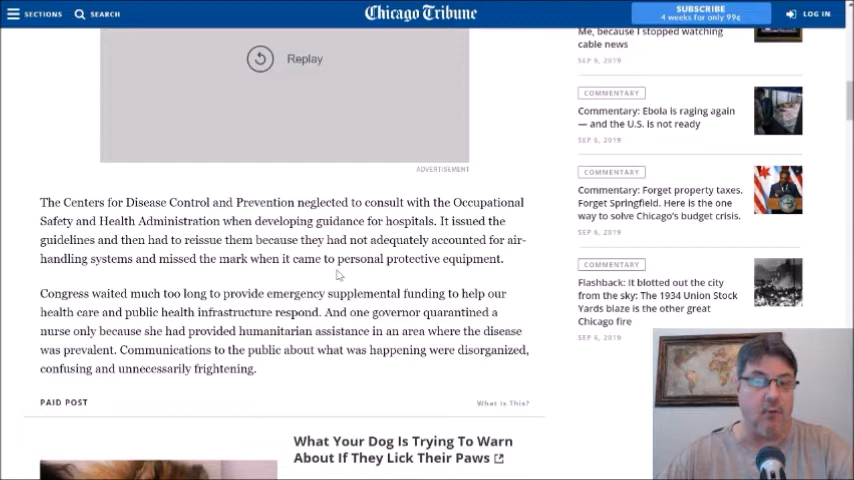 SECTIONS
SEARCH
Chicago Tribune
SUBSCRIBE
4 weeks for only 99¢
LOG IN
Replay
ADVERTISEMENT
The Centers for Disease Control and Prevention neglected to consult with the Occupational
Safety and Health Administration when developing guidance for hospitals. It issued the
guidelines and then had to reissue them because they had not adequately accounted for air-
handling systems and missed the mark when it came to personal protective equipment.
Congress waited much too long to provide emergency supplemental funding to help our
health care and public health infrastructure respond. And one governor quarantined a
nurse only because she had provided humanitarian assistance in an area where the disease
was prevalent. Communications to the public about what was happening were disorganized,
confusing and unnecessarily frightening.
PAID POST
What Is This?
What Your Dog Is Trying To Warn
About If They Lick Their Paws
Me, because I stopped watching
cable news
SEP 6, 2019
COMMENTARY
Commentary: Ebola is raging again
— and the U.S. is not ready
SEP 6, 2019
COMMENTARY
Commentary: Forget property taxes.
Forget Springfield. Here is the one
way to solve Chicago's budget crisis.
SEP 6, 2019
COMMENTARY
Flashback: It blotted out the city
from the sky: The 1934 Union Stock
Yards blaze is the other great
Chicago fire
SEP 6, 2019